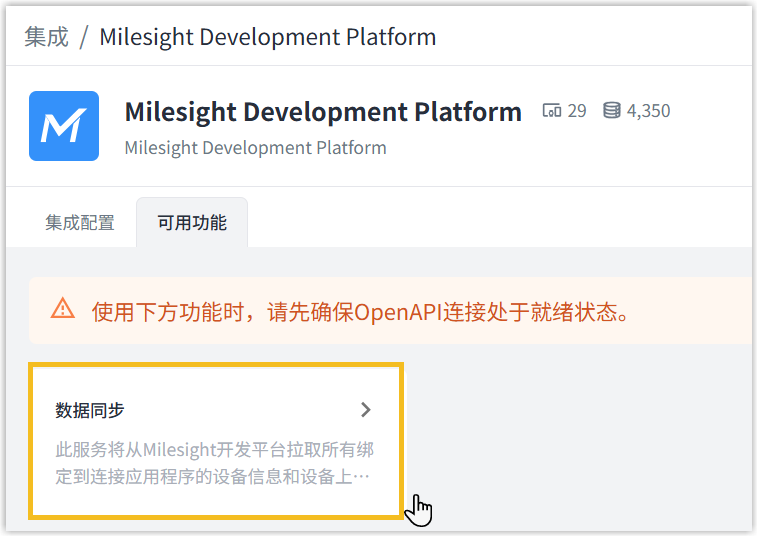 集成 / Milesight Development Platform
Milesight Development Platform 29 4,350
Milesight Development Platform
集成配置 可用功能
使用下方功能时，请先确保OpenAPI连接处于就绪状态。
数据同步
此服务将从Milesight开发平台拉取所有绑
定到连接应用程序的设备信息和设备上…